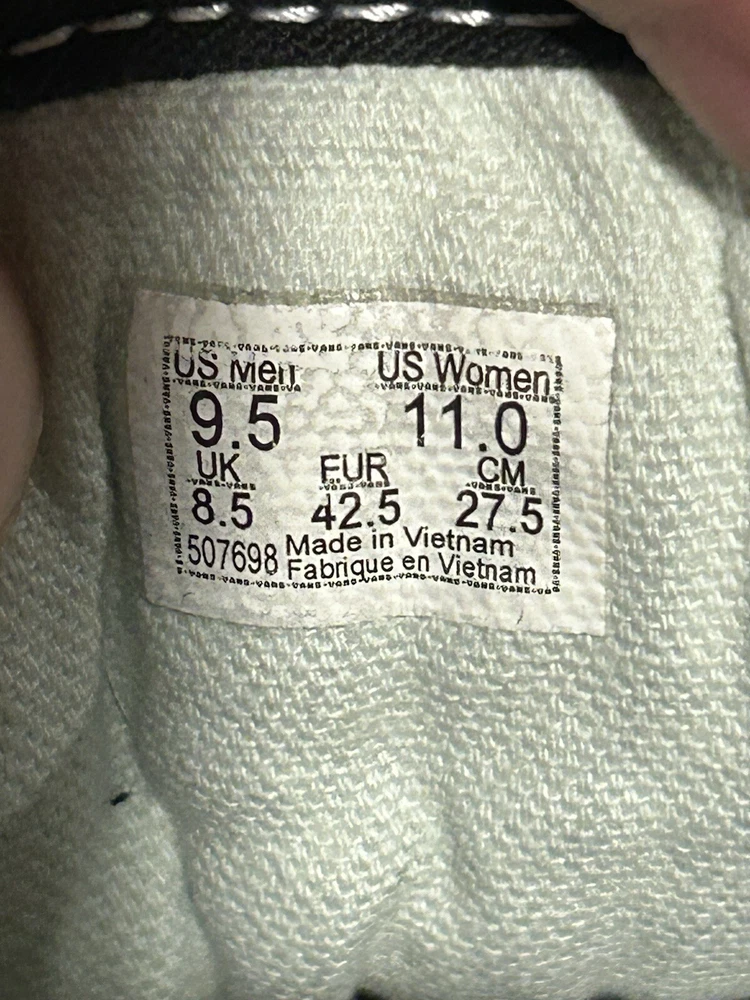 US Men US Women
9.5 11.0
UK EUR CM
8.5 42.5 27.5
507698 Made in Vietnam
Fabrique en Vietnam